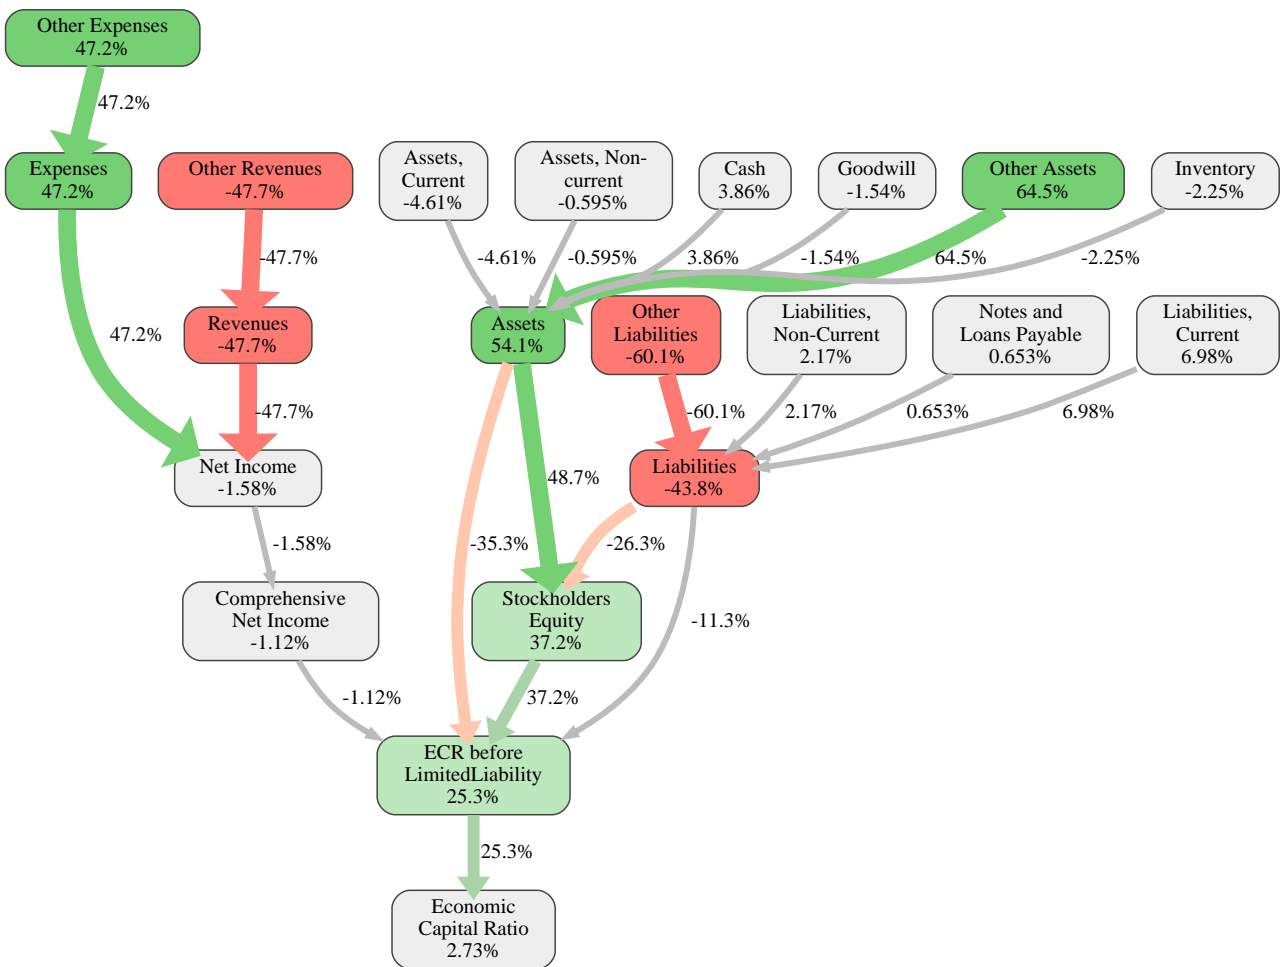 Other Expenses
47.2%
47.2%
Expenses
47.2%
Other Revenues
-47.7%
Assets,
Current
-4.61%
Assets, Non-
current
-0.595%
Cash
3.86%
Goodwill
-1.54%
Other Assets
64.5%
Inventory
-2.25%
-47.7%
-4.61%
-0.595%
3.86%
-1.54%
64.5%
-2.25%
47.2%
Revenues
-47.7%
Assets
54.1%
Other
Liabilities
-60.1%
Liabilities,
Non-Current
2.17%
Notes and
Loans Payable
0.653%
Liabilities,
Current
6.98%
-47.7%
-60.1%
2.17%
0.653%
6.98%
Net Income
-1.58%
48.7%
Liabilities
-43.8%
-1.58%
-35.3%
-26.3%
Comprehensive
Net Income
-1.12%
Stockholders
Equity
37.2%
-11.3%
-1.12%
37.2%
ECR before
LimitedLiability
25.3%
25.3%
Economic
Capital Ratio
2.73%